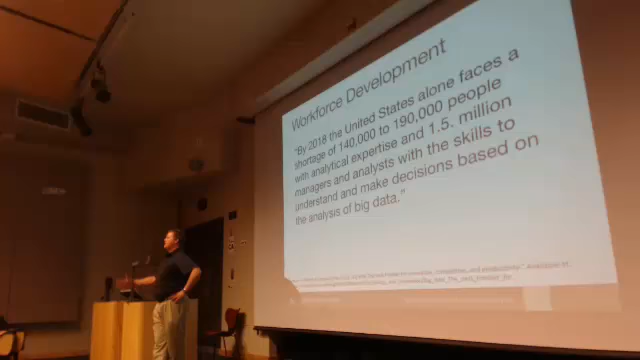 Workforce Development
"By 2018 the United States alone faces a
shortage of 140,000 to 190,000 people
with analytical expertise and 1.5. million
managers and analysts with the skills to
understand and make decisions based on
the analysis of big data."